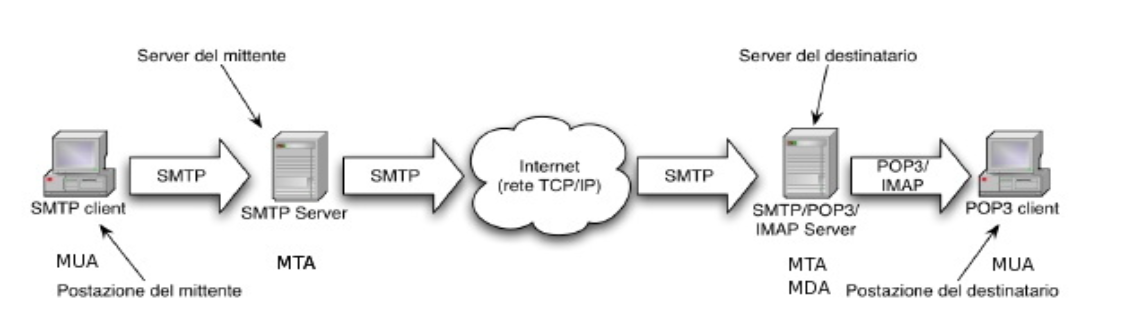 Server del mittente
Server del destinatario
SMTP
SMTP
Internet
(rete TCP/IP)
SMTP
POP3/
IMAP
SMTP client
SMTP Server
SMTP/POP3/
IMAP Server
POP3 client
MUA
MTA
MTA
MDA
MUA
Postazione del mittente
Postazione del destinatario